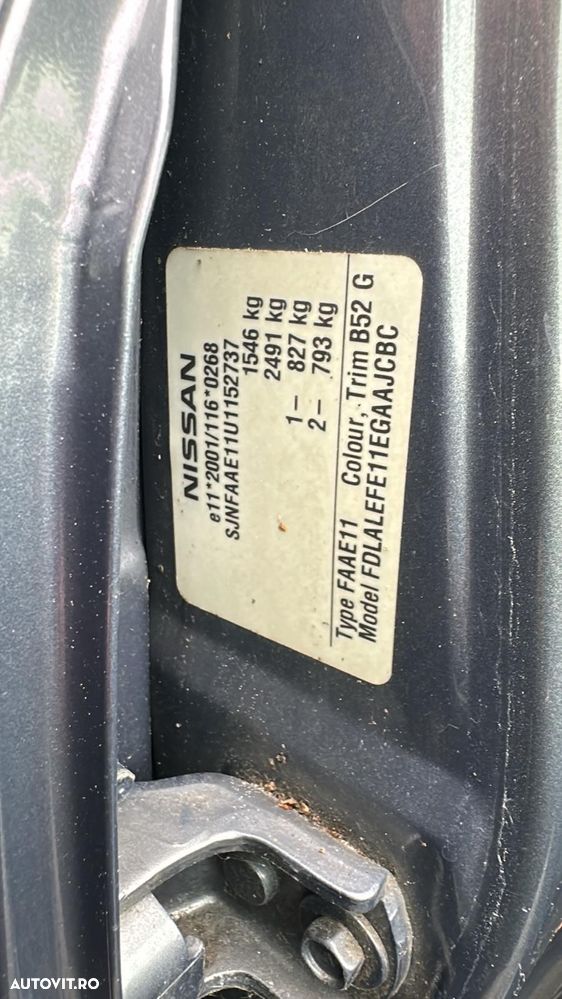 NISSAN
e11*2001/116*0268
SJNFAAE11U1152737
1546 kg
2491 kg
1– 827 kg
2– 793 kg
Type FAAE11 Colour, Trim B52 G
Model FDLALEFE11EGAAJCBC
AUTOVIT.RO